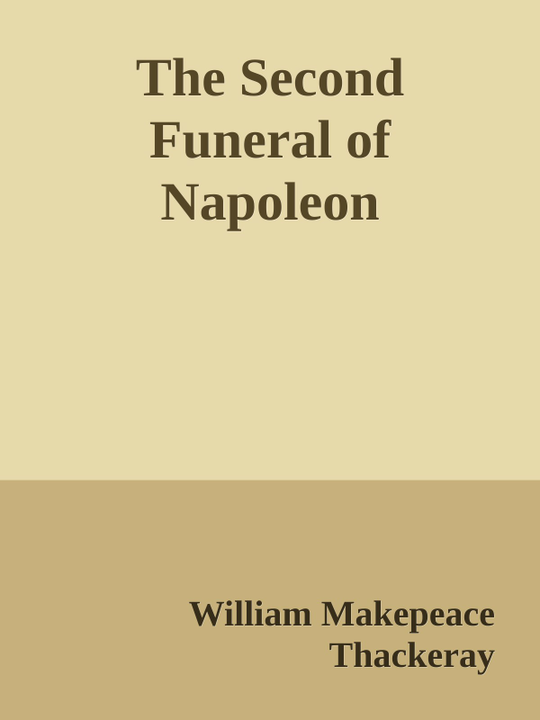 The Second
Funeral of
Napoleon
William Makepeace
Thackeray